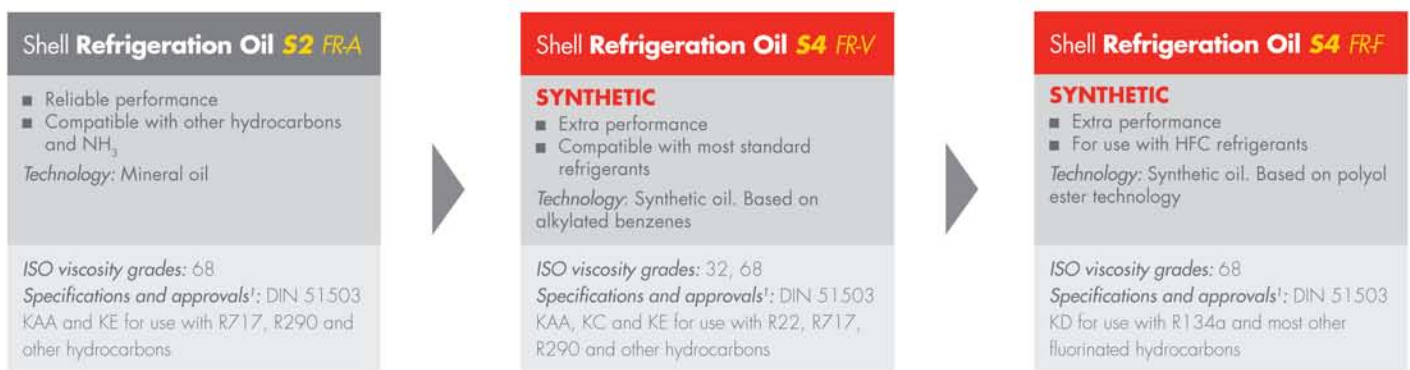 Shell Refrigeration Oil S2 FR-A
■ Reliable performance
■ Compatible with other hydrocarbons
and NH₃
Technology: Mineral oil
ISO viscosity grades: 68
Specifications and approvals¹: DIN 51503
KAA and KE for use with R717, R290 and
other hydrocarbons
Shell Refrigeration Oil S4 FR-V
SYNTHETIC
■ Extra performance
■ Compatible with most standard
refrigerants
Technology: Synthetic oil. Based on
alkylated benzenes
ISO viscosity grades: 32, 68
Specifications and approvals¹: DIN 51503
KAA, KC and KE for use with R22, R717,
R290 and other hydrocarbons
Shell Refrigeration Oil S4 FR-F
SYNTHETIC
■ Extra performance
■ For use with HFC refrigerants
Technology: Synthetic oil. Based on polyol
ester technology
ISO viscosity grades: 68
Specifications and approvals¹: DIN 51503
KD for use with R134a and most other
fluorinated hydrocarbons